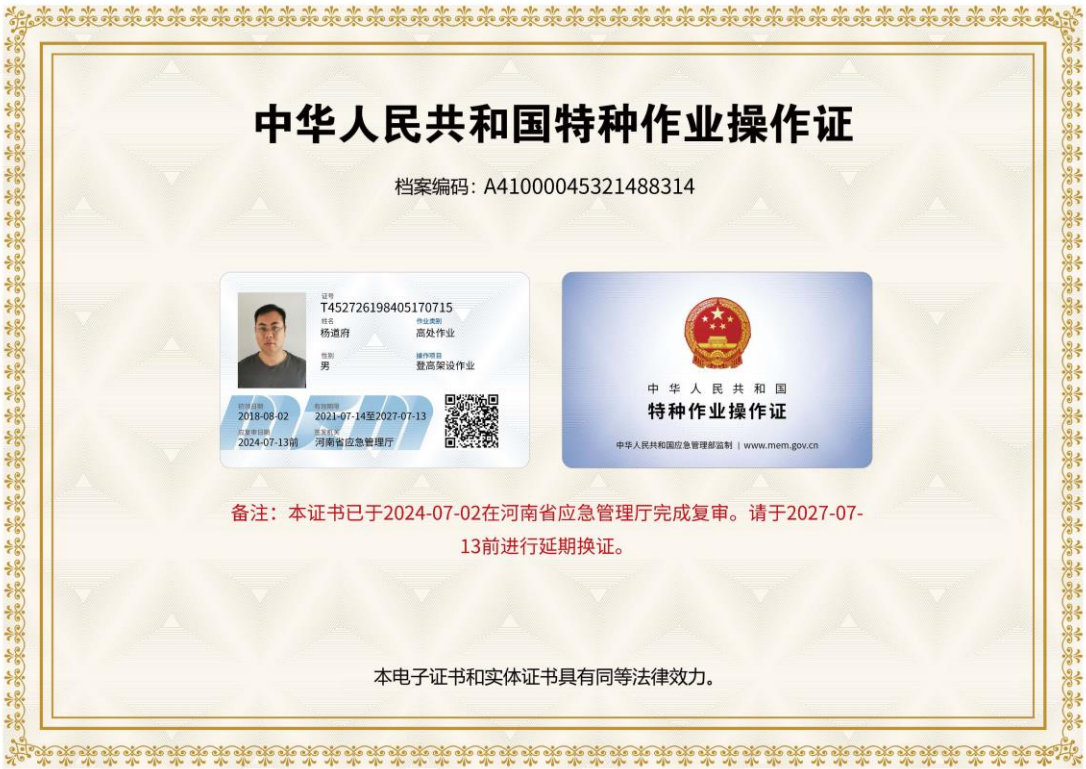 中华人民共和国特种作业操作证
档案编码：A41000045321488314
证号
T452726198405170715
姓名 作业类别
杨道府 高处作业
性别 操作项目
男 登高架设作业
初领日期 有效期限
2018-08-02 2021-07-14至2027-07-13
应复审日期 签发机关
2024-07-13前 河南省应急管理厅
中华人民共和国
特种作业操作证
中华人民共和国应急管理部监制 | www.mem.gov.cn
备注：本证书已于2024-07-02在河南省应急管理厅完成复审。请于2027-07-
13前进行延期换证。
本电子证书和实体证书具有同等法律效力。